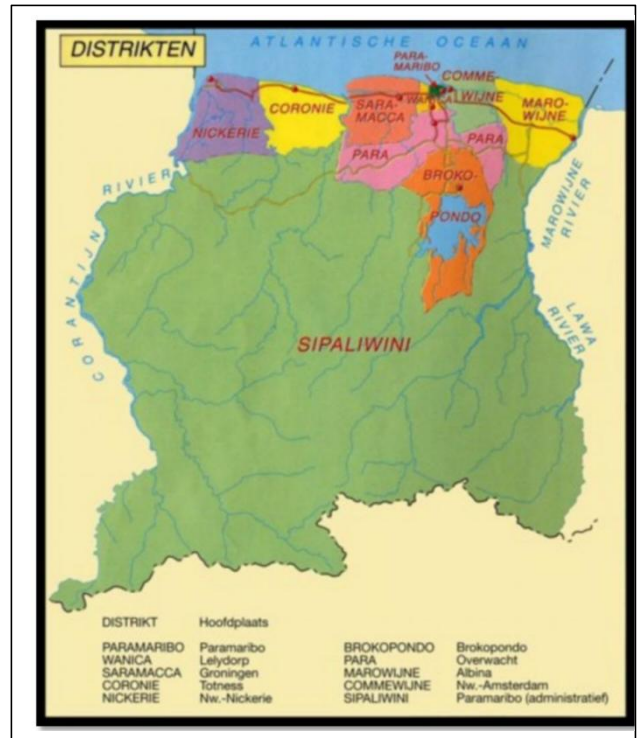 DISTRIKTEN
ATLANTISCHE OCEAAN
PARA-
MARIBO
COMME-
WIJNE
WANICA
NICKERIE
CORONIE
SARA-
MACCA
PARA
PARA
MARO-
WIJNE
BROKO-
PONDO
CORANTIJN RIVIER
MAROWIJNE
RIVIER
LAWA
RIVIER
SIPALIWINI
DISTRIKT Hoofdplaats
PARAMARIBO Paramaribo
WANICA Lelydorp
SARAMACCA Groningen
CORONIE Totness
NICKERIE Nw.-Nickerie
BROKOPONDO Brokopondo
PARA Overwacht
MAROWIJNE Albina
COMMEWIJNE Nw.-Amsterdam
SIPALIWINI Paramaribo (administratief)